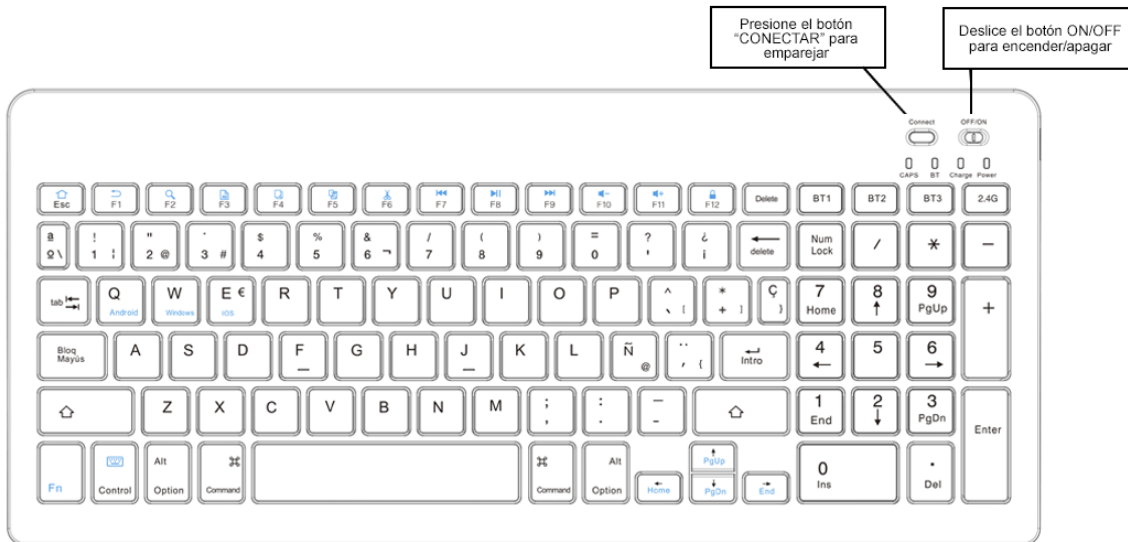 Presione el botón
“CONECTAR” para
emparejar
Deslice el botón ON/OFF
para encender/apagar
Connect OFF/ON
CAPS BT Charge Power
Esc F1 F2 F3 F4 F5 F6 F7 F8 F9 F10 F11 F12 Delete BT1 BT2 BT3 2.4G
ª ! " · $ % & / ( ) = ? ¿
º \ 1 ¦ 2 @ 3 # 4 5 6 ¬ 7 8 9 0 ' ¡ delete Num Lock / * −
tab Q W E € R T Y U I O P ^ * Ç 7 8 9 +
Android Windows IOS ` [ + ] } Home ↑ PgUp
Bloq Mayús A S D F G H J K L Ñ @ ¨ ´ { Intro 4 5 6
← →
Z X C V B N M ; , : . – - 1 2 3 Enter
End ↓ PgDn
Fn Control Alt Option ⌘ Command ⌘ Command Alt Option Home PgUp PgDn End 0 Ins . Del